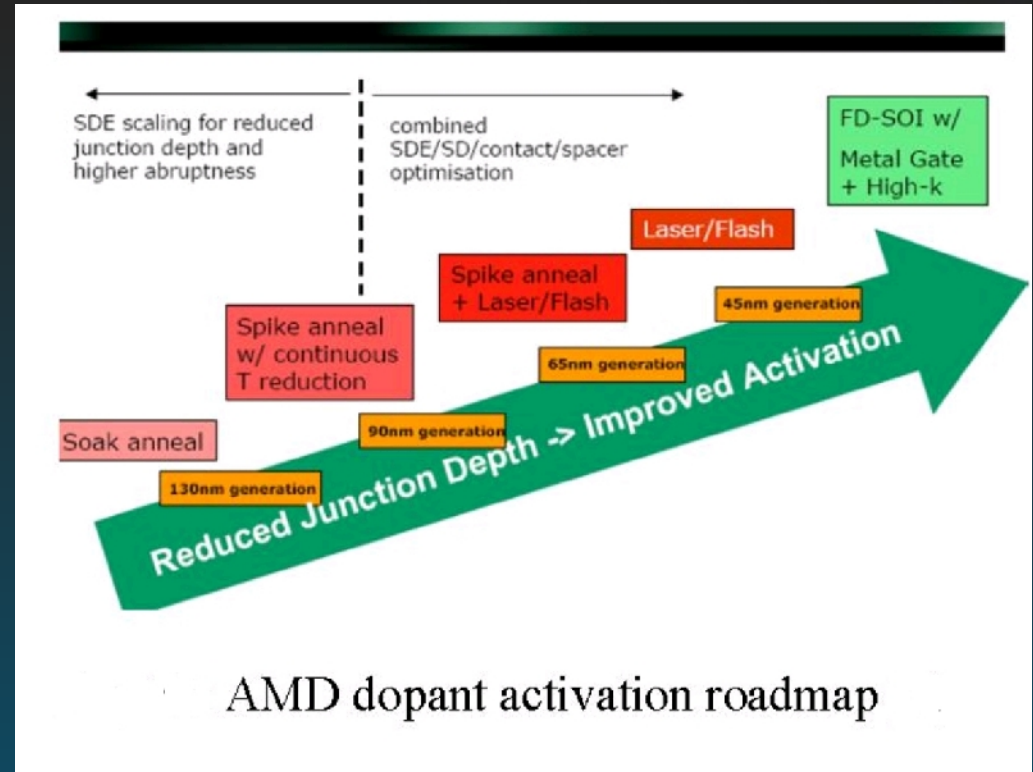 SDE scaling for reduced
junction depth and
higher abruptness
combined
SDE/SD/contact/spacer
optimisation
FD-SOI w/
Metal Gate
+ High-k
Laser/Flash
Spike anneal
+ Laser/Flash
45nm generation
Spike anneal
w/ continuous
T reduction
65nm generation
90nm generation
Soak anneal
130nm generation
Reduced Junction Depth -> Improved Activation
AMD dopant activation roadmap